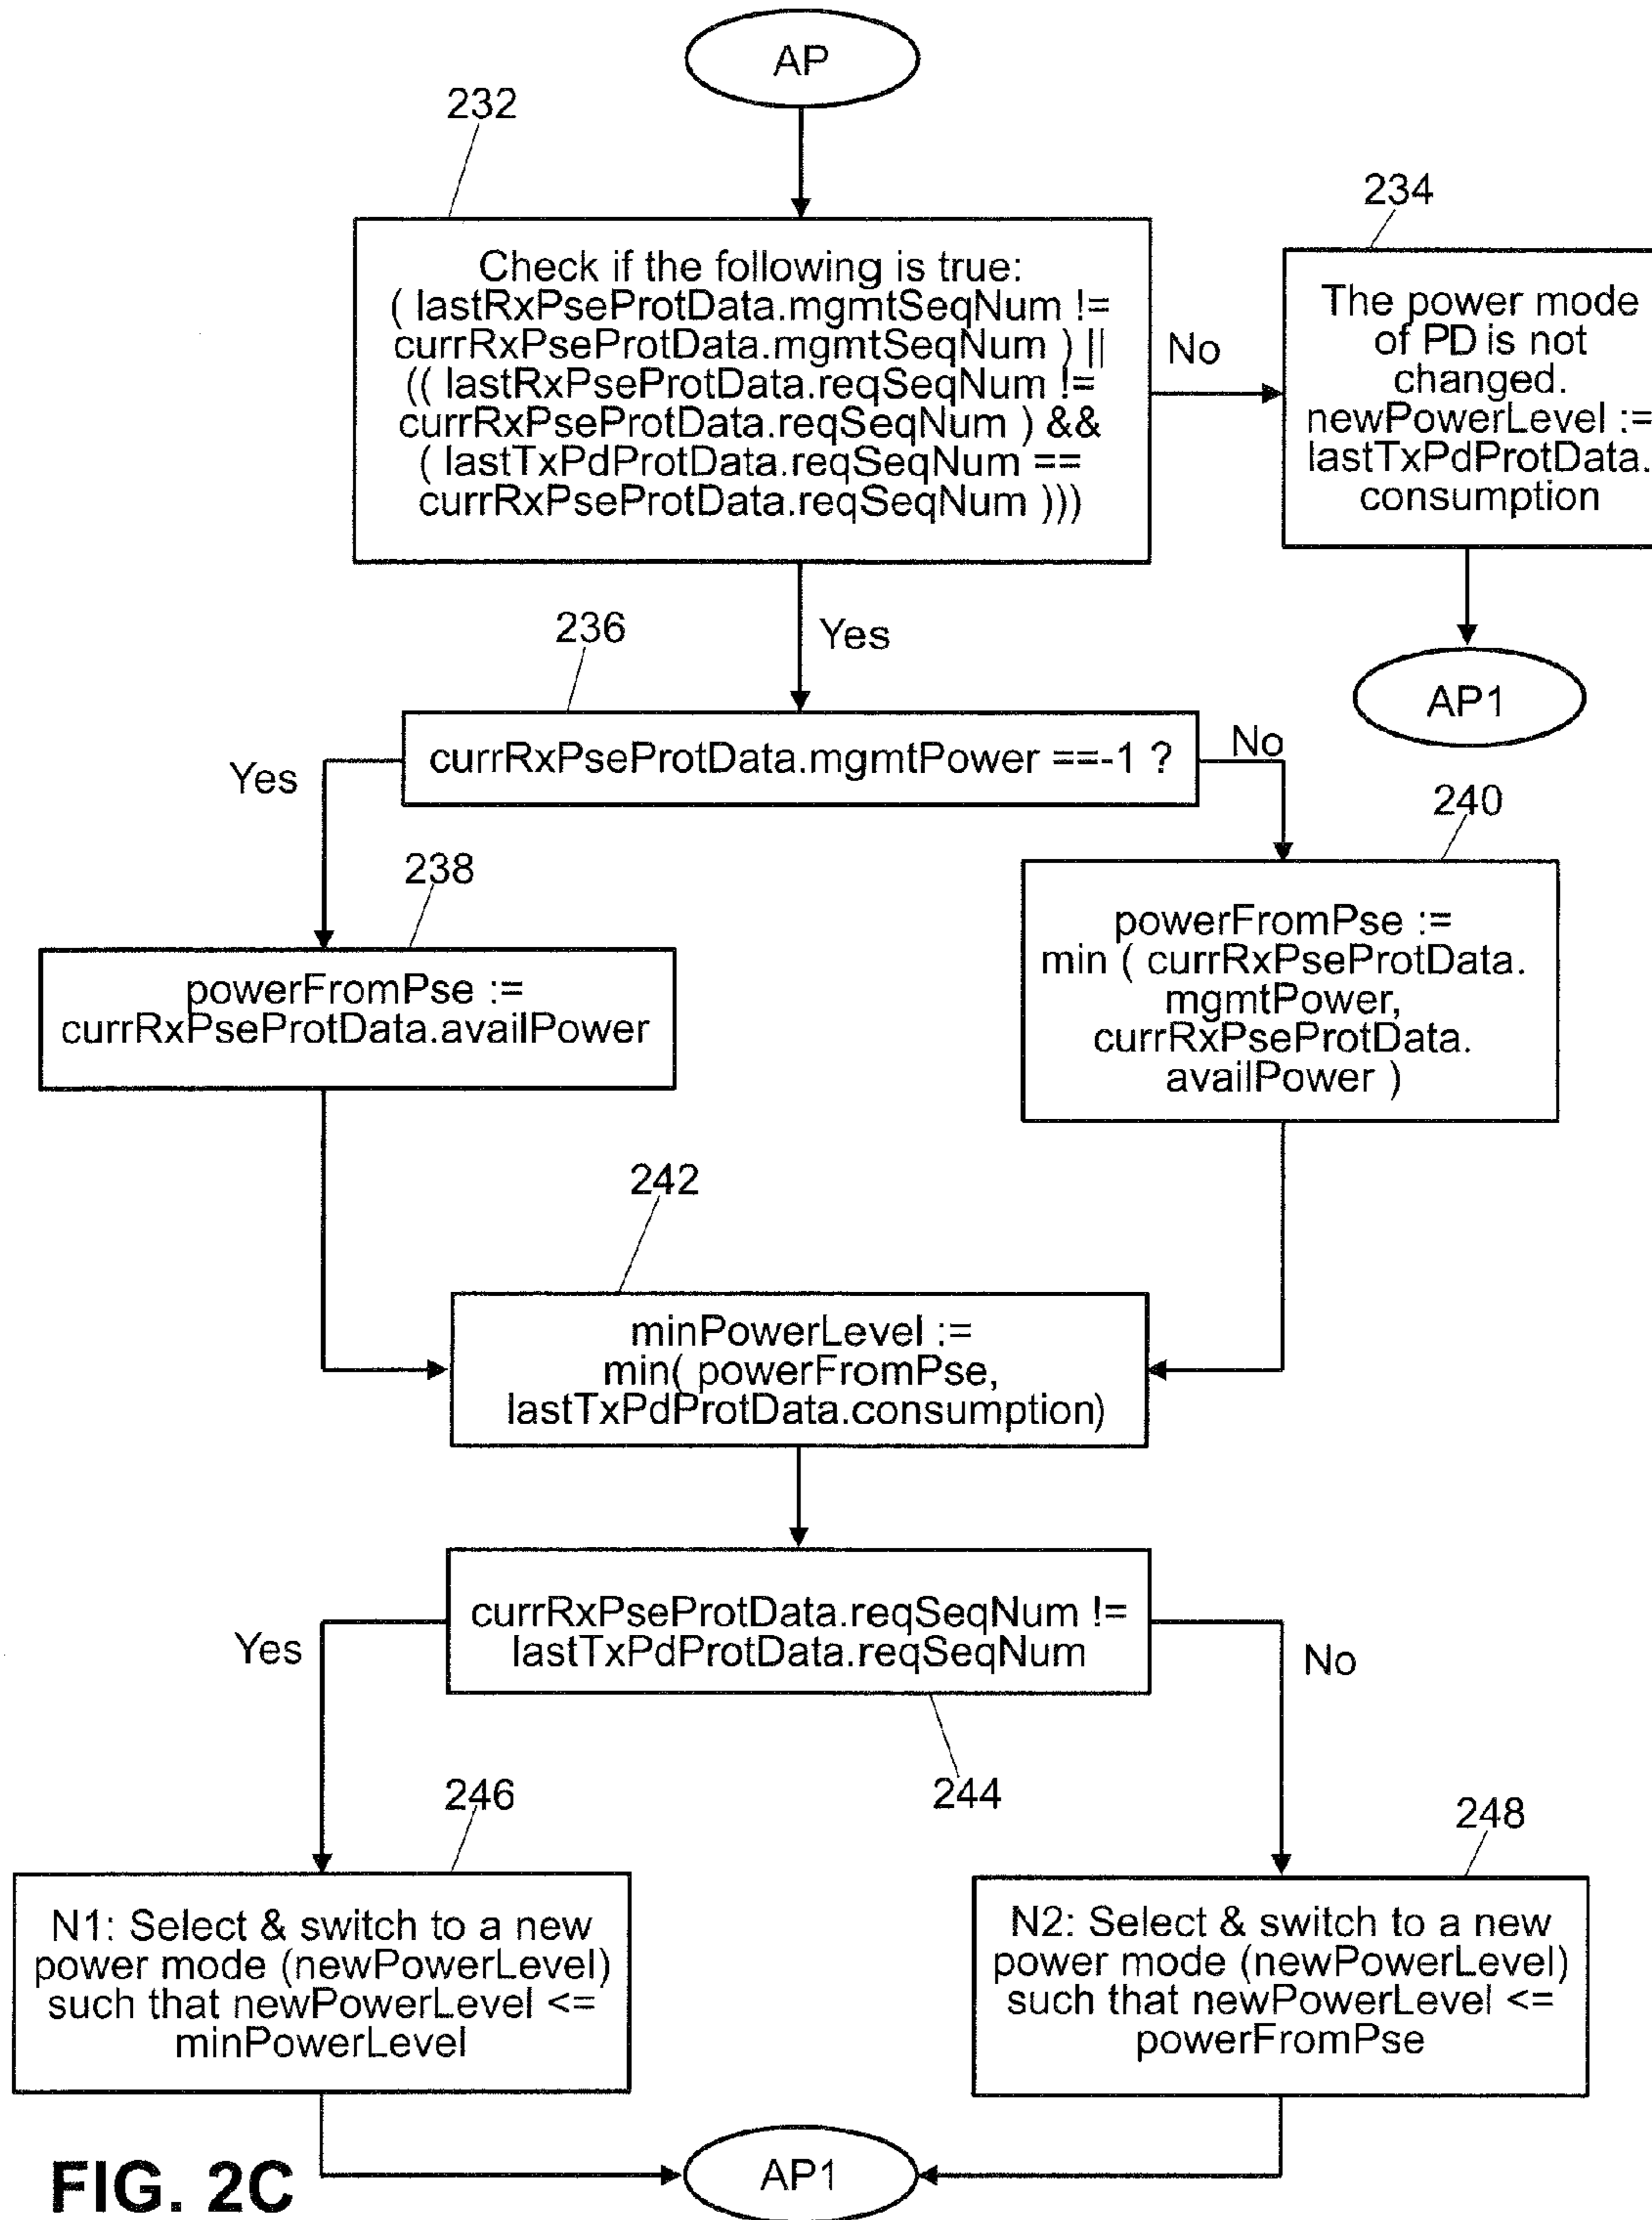 AP
232
Check if the following is true:
( lastRxPseProtData.mgmtSeqNum !=
currRxPseProtData.mgmtSeqNum ) ||
(( lastRxPseProtData.reqSeqNum !=
currRxPseProtData.reqSeqNum ) &&
( lastTxPdProtData.reqSeqNum ==
currRxPseProtData.reqSeqNum )))
No
234
The power mode
of PD is not
changed.
newPowerLevel :=
lastTxPdProtData.
consumption
AP1
Yes
236
currRxPseProtData.mgmtPower ==-1 ?
Yes
No
238
powerFromPse :=
currRxPseProtData.availPower
240
powerFromPse :=
min ( currRxPseProtData.
mgmtPower,
currRxPseProtData.
availPower )
242
minPowerLevel :=
min( powerFromPse,
lastTxPdProtData.consumption)
currRxPseProtData.reqSeqNum !=
lastTxPdProtData.reqSeqNum
Yes
No
244
246
N1: Select & switch to a new
power mode (newPowerLevel)
such that newPowerLevel <=
minPowerLevel
248
N2: Select & switch to a new
power mode (newPowerLevel)
such that newPowerLevel <=
powerFromPse
AP1
FIG. 2C